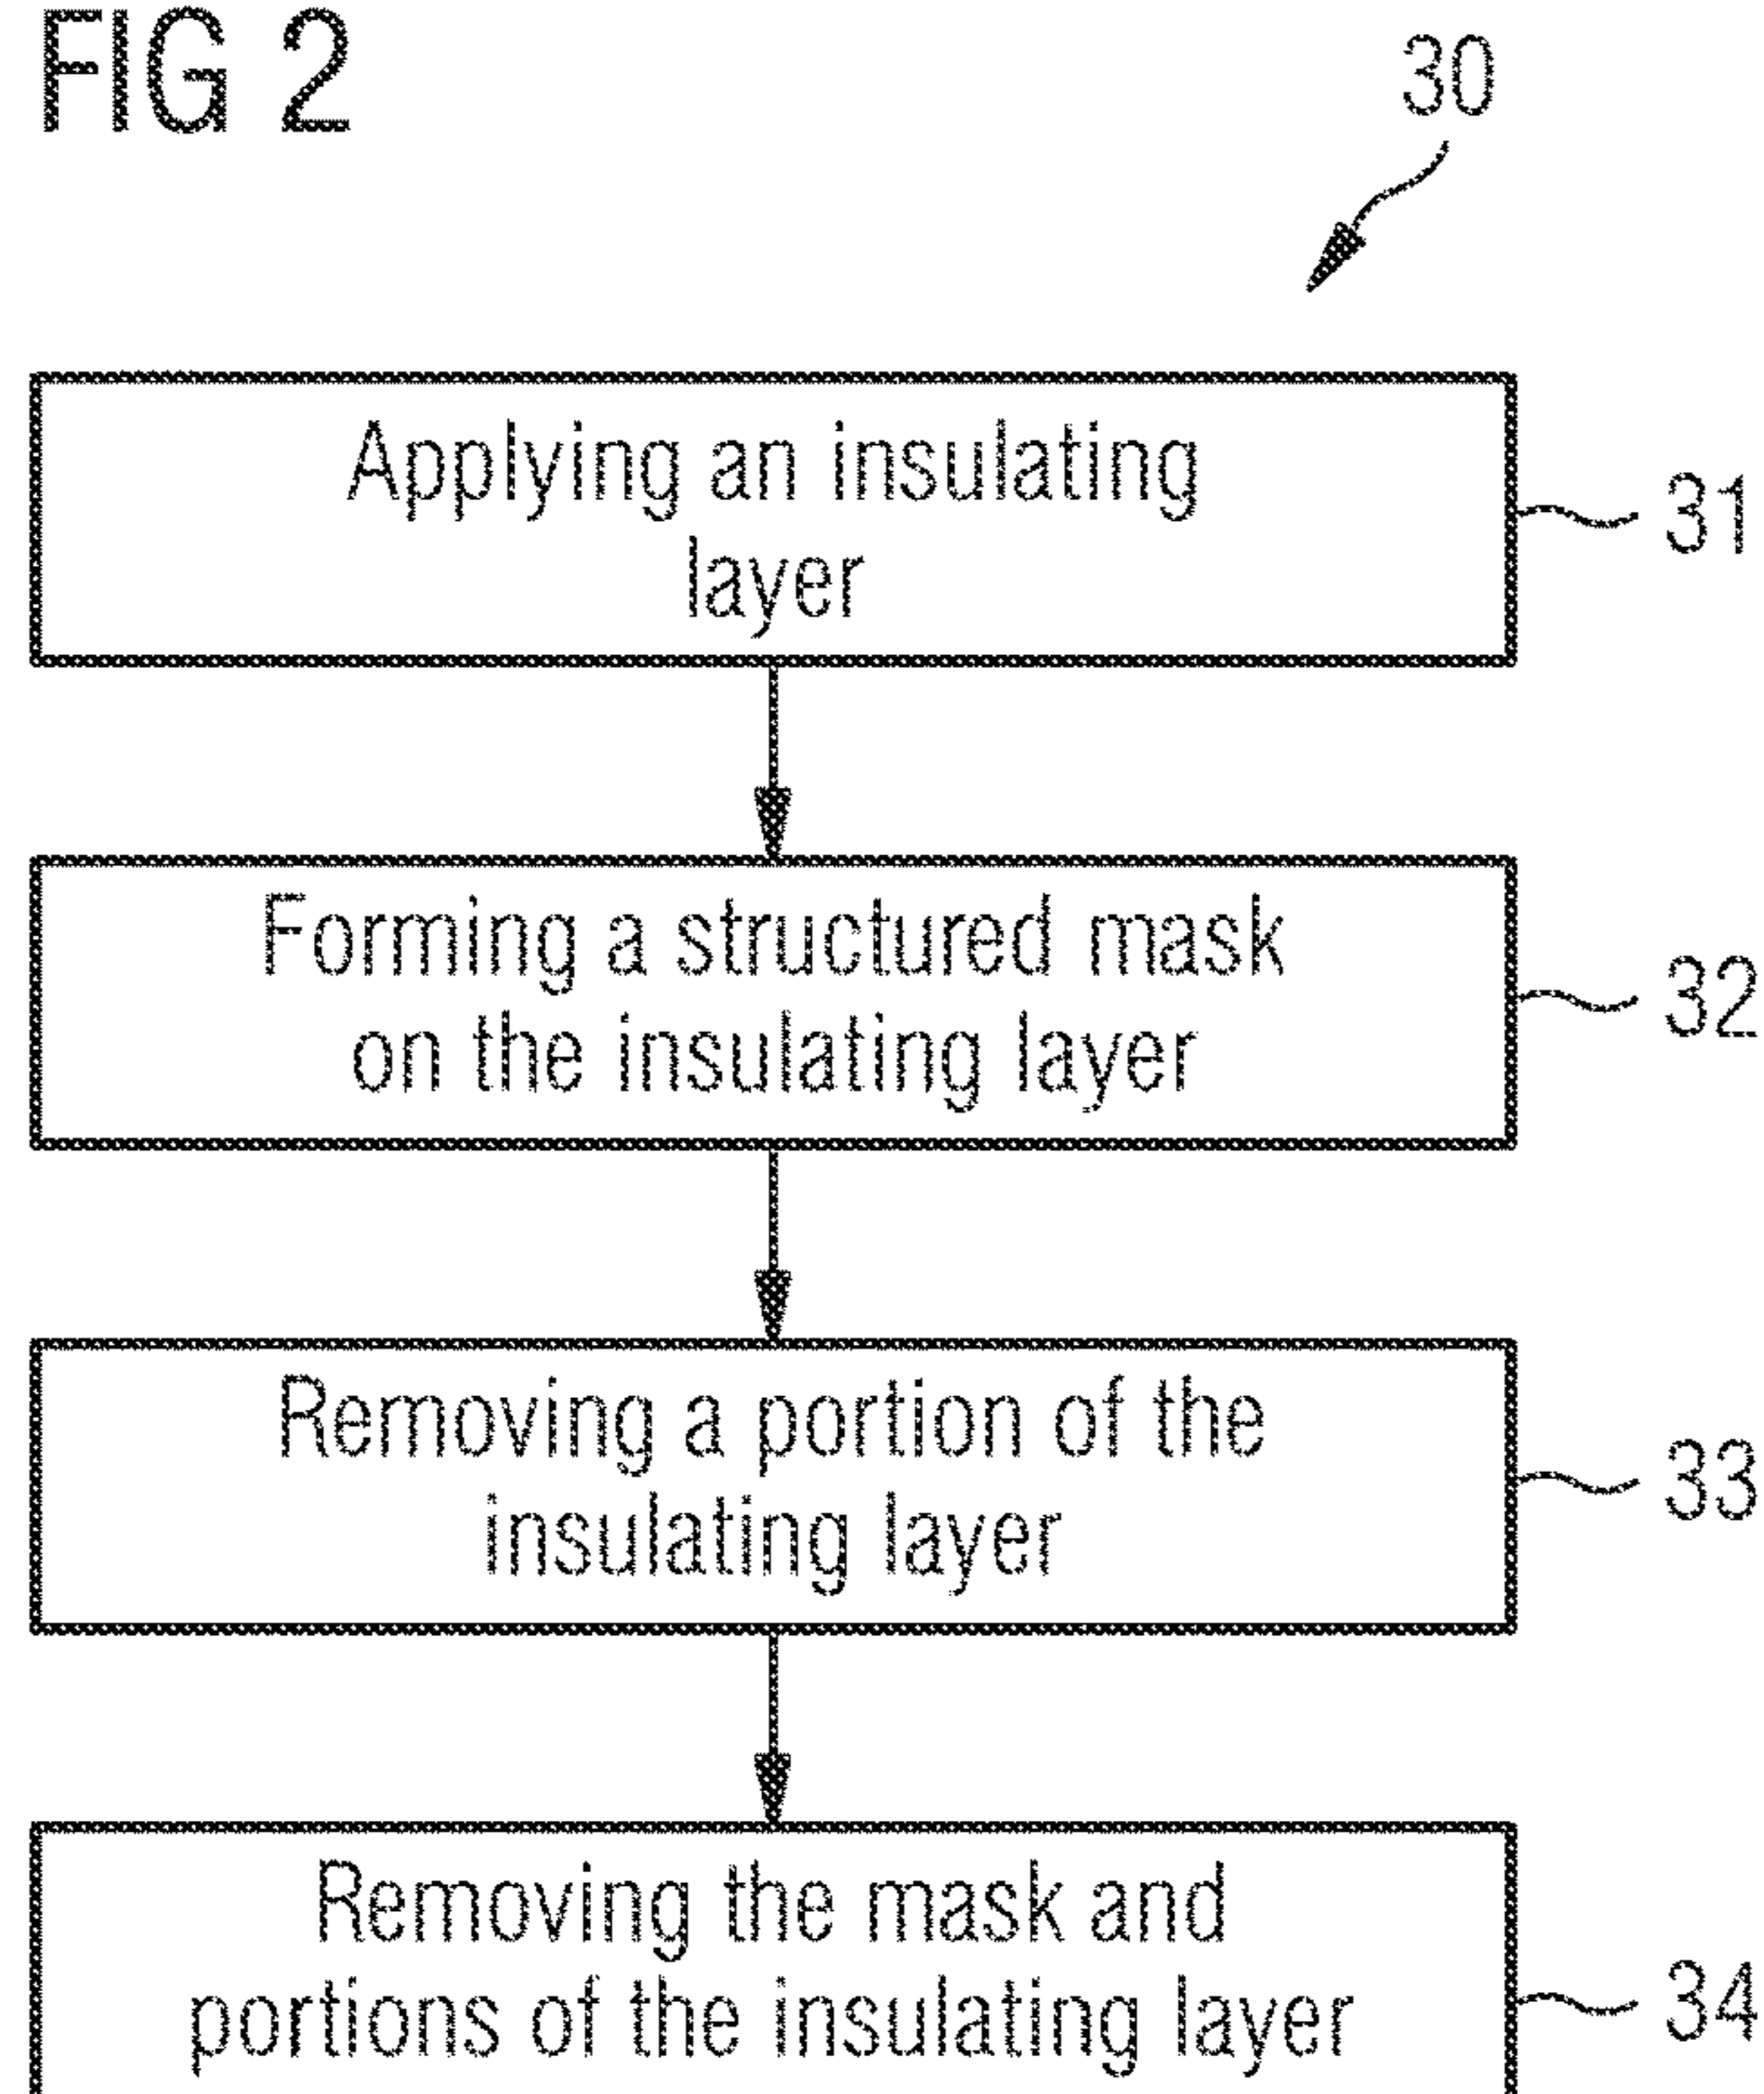 FIG 2
30
Applying an insulating
layer
31
Forming a structured mask
on the insulating layer
32
Removing a portion of the
insulating layer
33
Removing the mask and
portions of the insulating layer
34